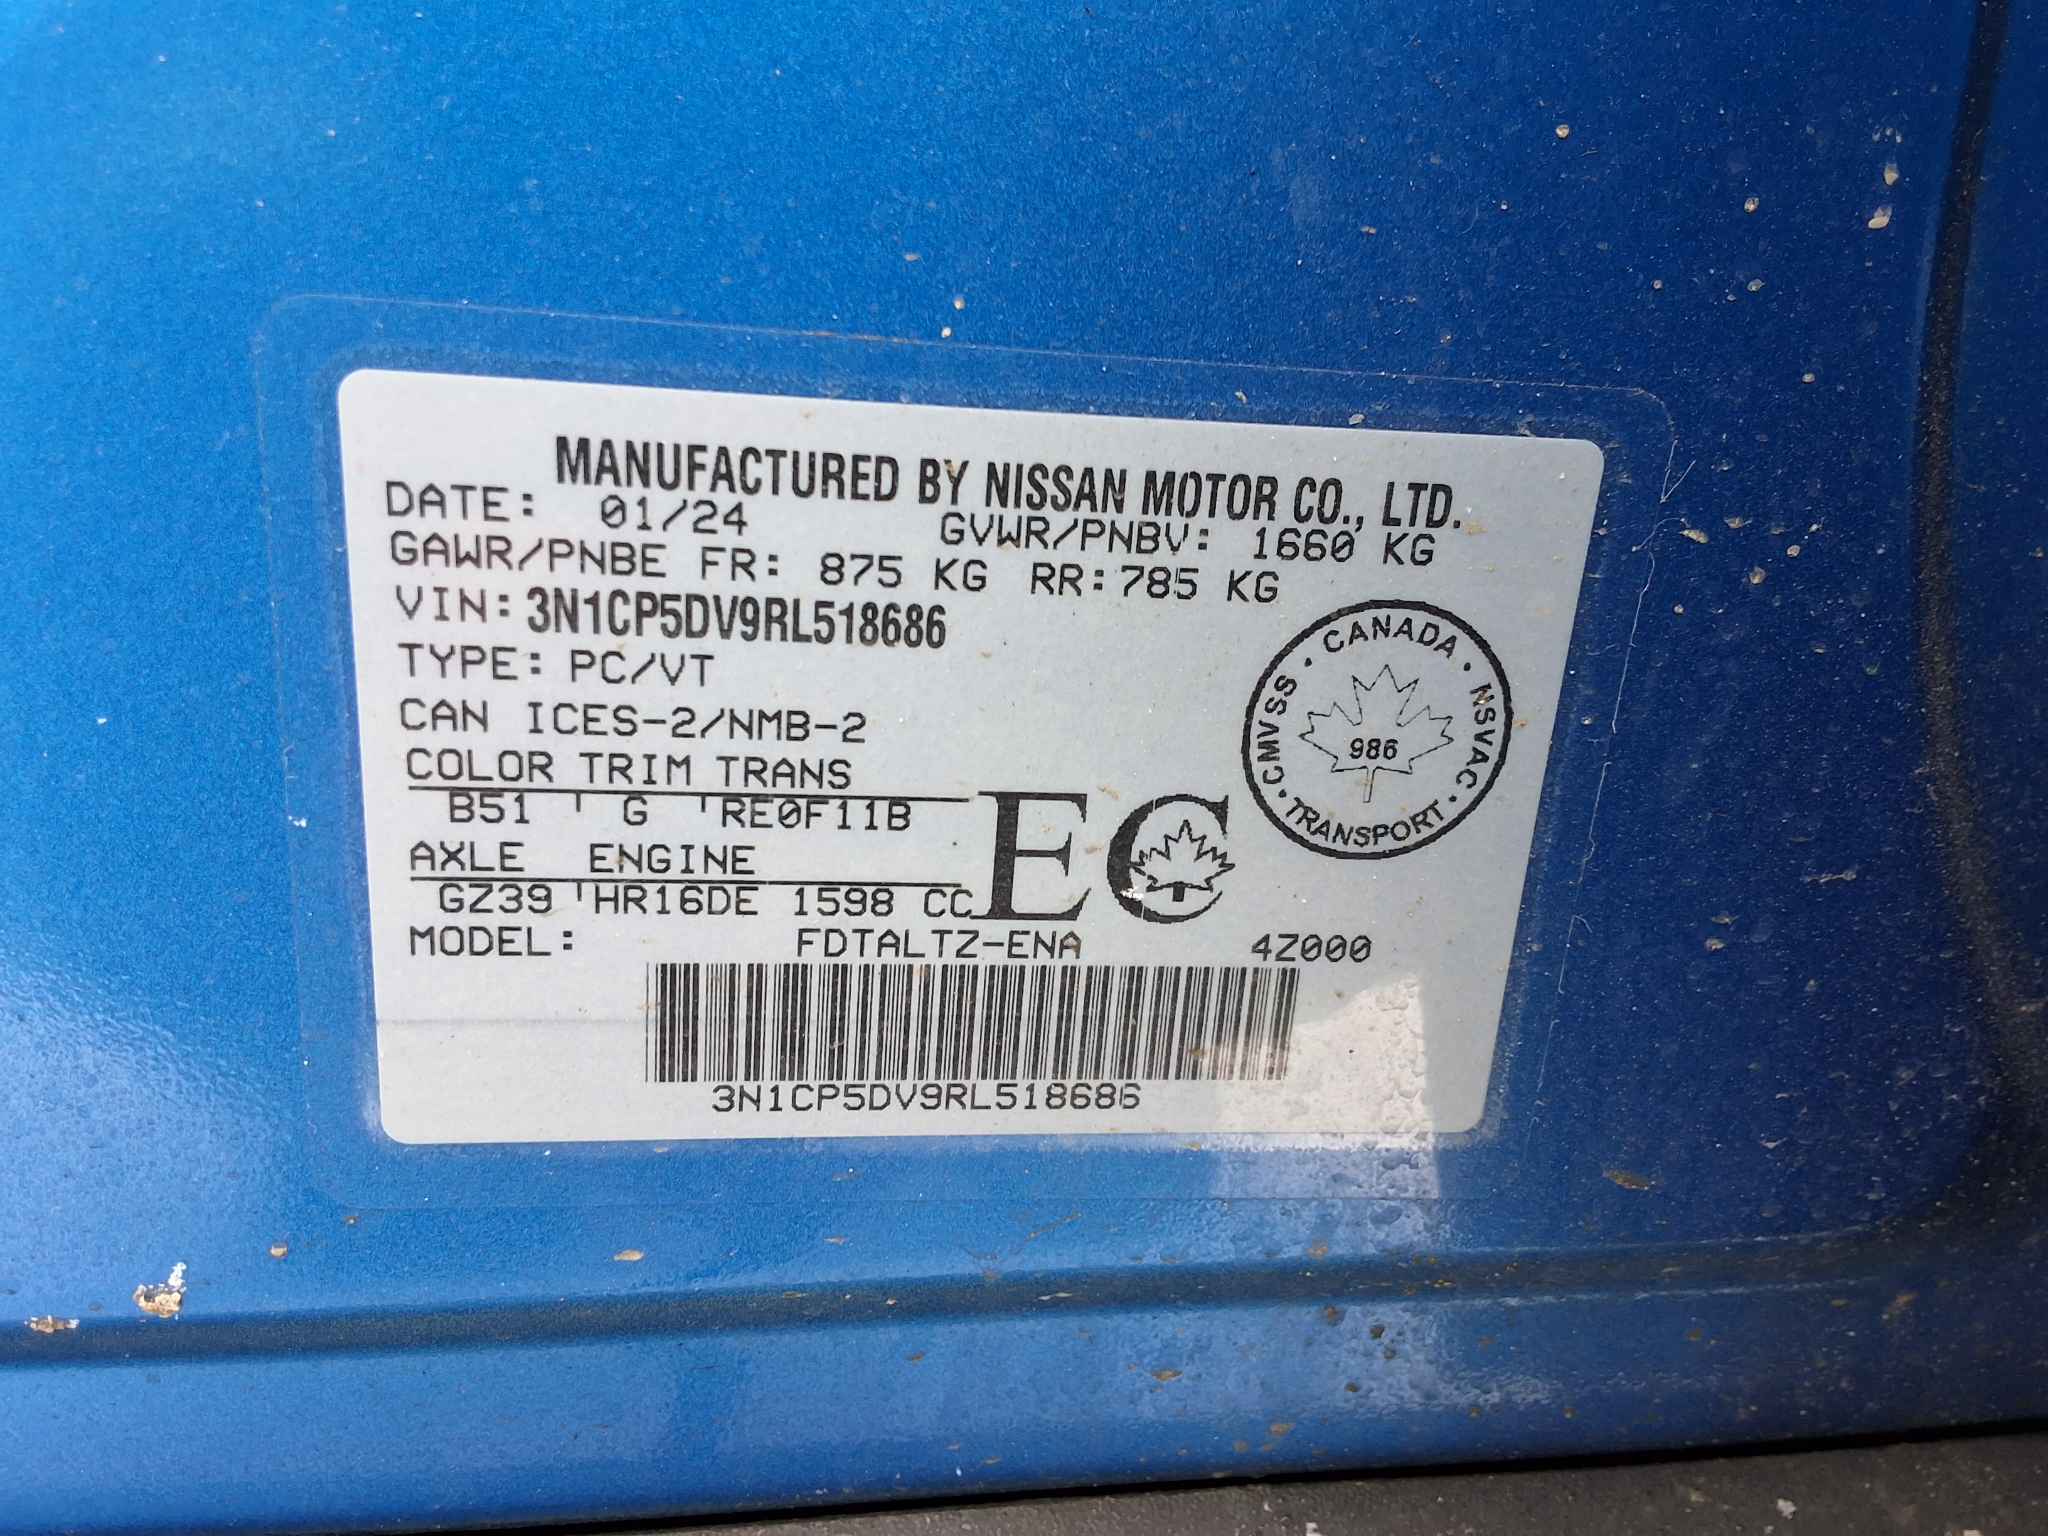 MANUFACTURED BY NISSAN MOTOR CO., LTD.
DATE: 01/24 GVWR/PNBV: 1660 KG
GAWR/PNBE FR: 875 KG RR:785 KG
VIN: 3N1CP5DV9RL518686
TYPE: PC/VT
CAN ICES-2/NMB-2
COLOR TRIM TRANS
B51 ' G 'RE0F11B
AXLE ENGINE
GZ39 'HR16DE 1598 CC
EC
CANADA · NSVAC · TRANSPORT · CMVSS ·
986
MODEL: FDTALTZ-ENA 4Z000
3N1CP5DV9RL518686